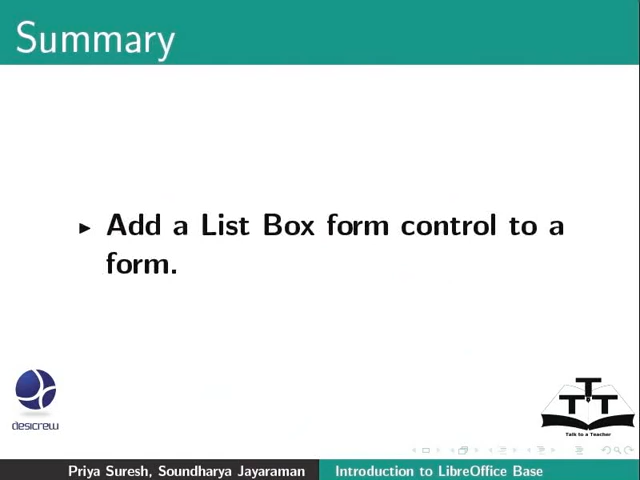 Summary
Add a List Box form control to a
form.
desicrew
T
T T
Talk to a Teacher
Priya Suresh, Soundharya Jayaraman Introduction to LibreOffice Base